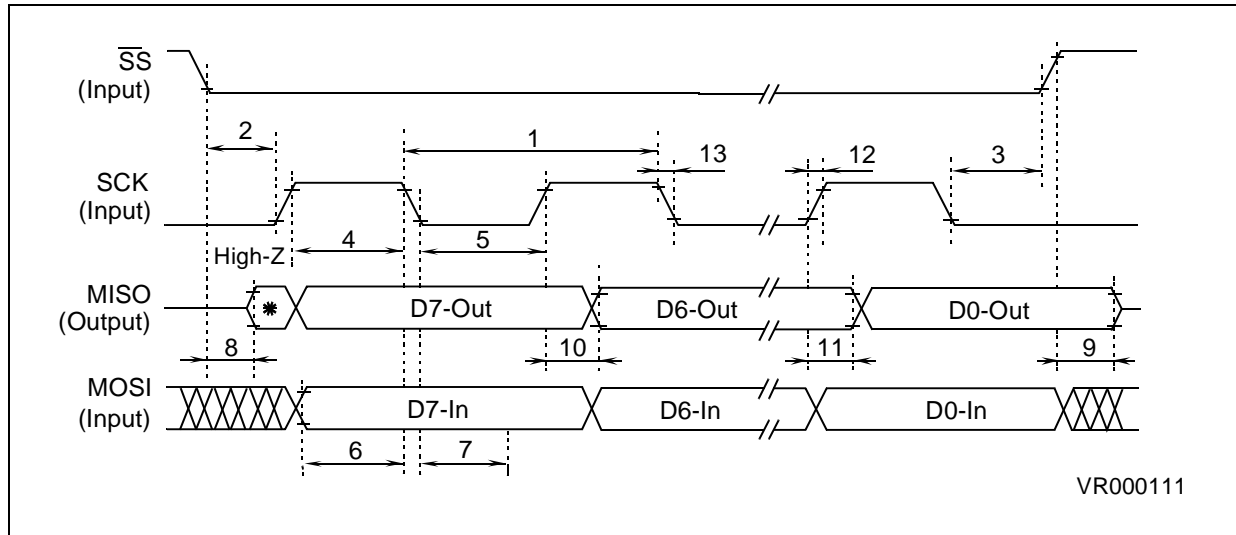 SS
(Input)
2
1
13
12
3
SCK
(Input)
High-Z
4
5
MISO
(Output)
*
D7-Out
D6-Out
D0-Out
8
10
11
9
MOSI
(Input)
D7-In
D6-In
D0-In
6
7
VR000111